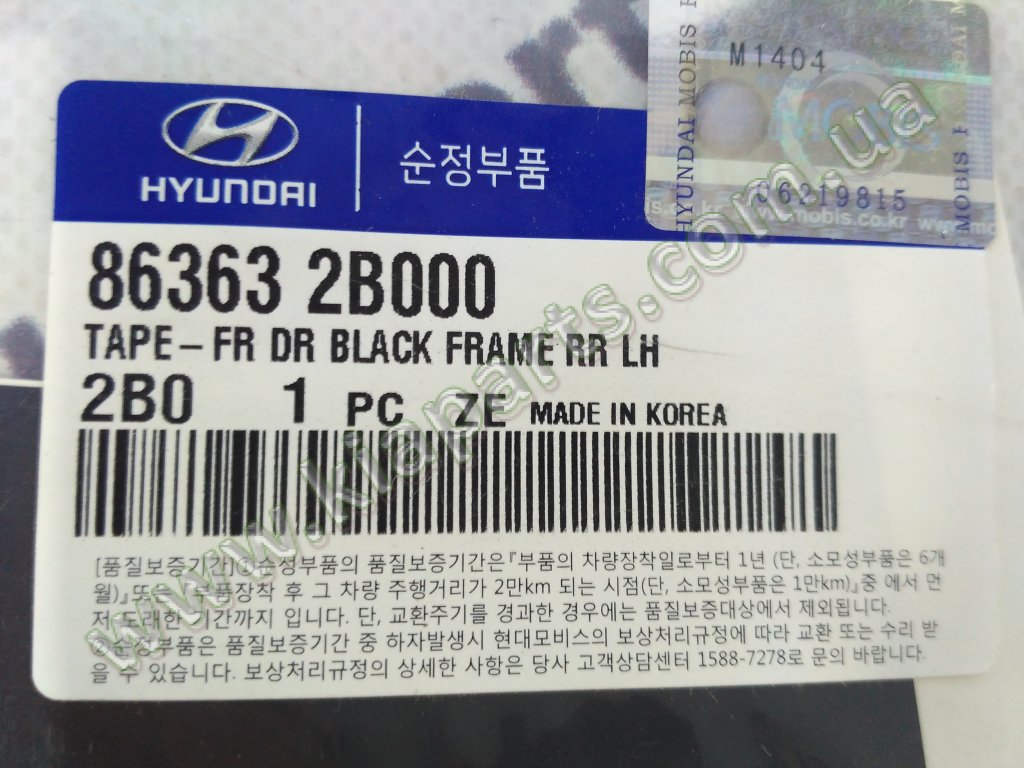 HYUNDAI
순정부품
M1404
HYUNDAI MOBIS
MOBIS
06219815
www.mobis.co.kr
86363 2B000
TAPE-FR DR BLACK FRAME RR LH
2B0 1 PC ZE MADE IN KOREA
[품질보증기간]①순정부품의 품질보증기간은『부품의 차량장착일로부터 1년 (단, 소모성부품은 6개
월)』또는『부품장착 후 그 차량 주행거리가 2만km 되는 시점(단, 소모성부품은 1만km)』중 에서 먼
저 도래한 기간까지 입니다. 단, 교환주기를 경과한 경우에는 품질보증대상에서 제외됩니다.
②순정부품은 품질보증기간 중 하자발생시 현대모비스의 보상처리규정에 따라 교환 또는 수리 받
을 수 있습니다. 보상처리규정의 상세한 사항은 당사 고객상담센터 1588-7278로 문의 바랍니다.
www.kiaparts.com.ua